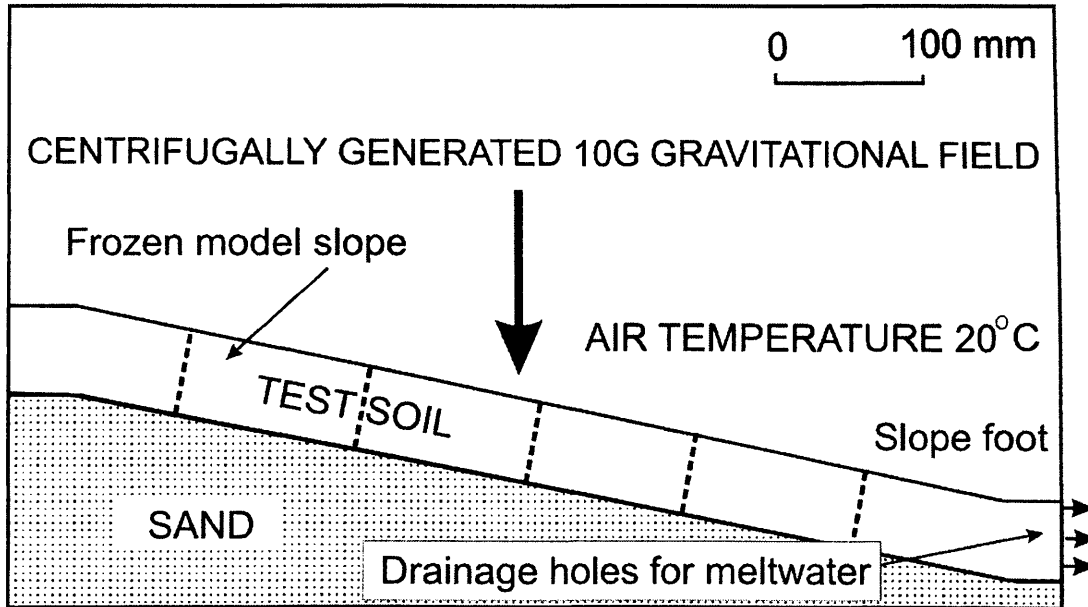 0 100 mm
CENTRIFUGALLY GENERATED 10G GRAVITATIONAL FIELD
Frozen model slope
AIR TEMPERATURE 20°C
TEST SOIL
Slope foot
SAND
Drainage holes for meltwater